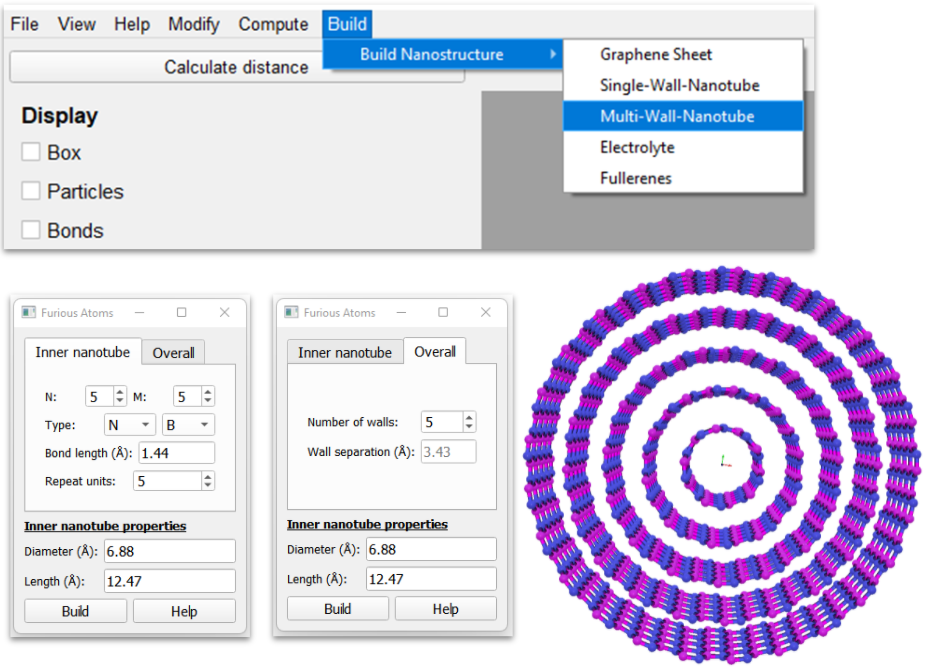 File View Help Modify Compute Build
Build Nanostructure
Calculate distance
Graphene Sheet
Single-Wall-Nanotube
Multi-Wall-Nanotube
Electrolyte
Fullerenes
Display
Box
Particles
Bonds
Furious Atoms
Inner nanotube Overall
N: 5 M: 5
Type: N B
Bond length (Å): 1.44
Repeat units: 5
Inner nanotube properties
Diameter (Å): 6.88
Length (Å): 12.47
Build Help
Furious Atoms
Inner nanotube Overall
Number of walls: 5
Wall separation (Å): 3.43
Inner nanotube properties
Diameter (Å): 6.88
Length (Å): 12.47
Build Help